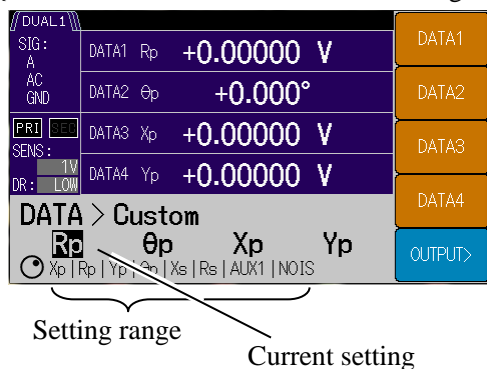 DUAL1
SIG:
A
AC
GND
DATA1 Rp +0.00000 V
DATA2 θp +0.000°
PRI SEC
DATA3 Xp +0.00000 V
SENS:
1V
DR: LOW
DATA4 Yp +0.00000 V
DATA > Custom
Rp θp Xp Yp
Xp | Rp | Yp | θp | Xs | Rs | AUX1 | NOIS
DATA1
DATA2
DATA3
DATA4
OUTPUT>
Setting range
Current setting